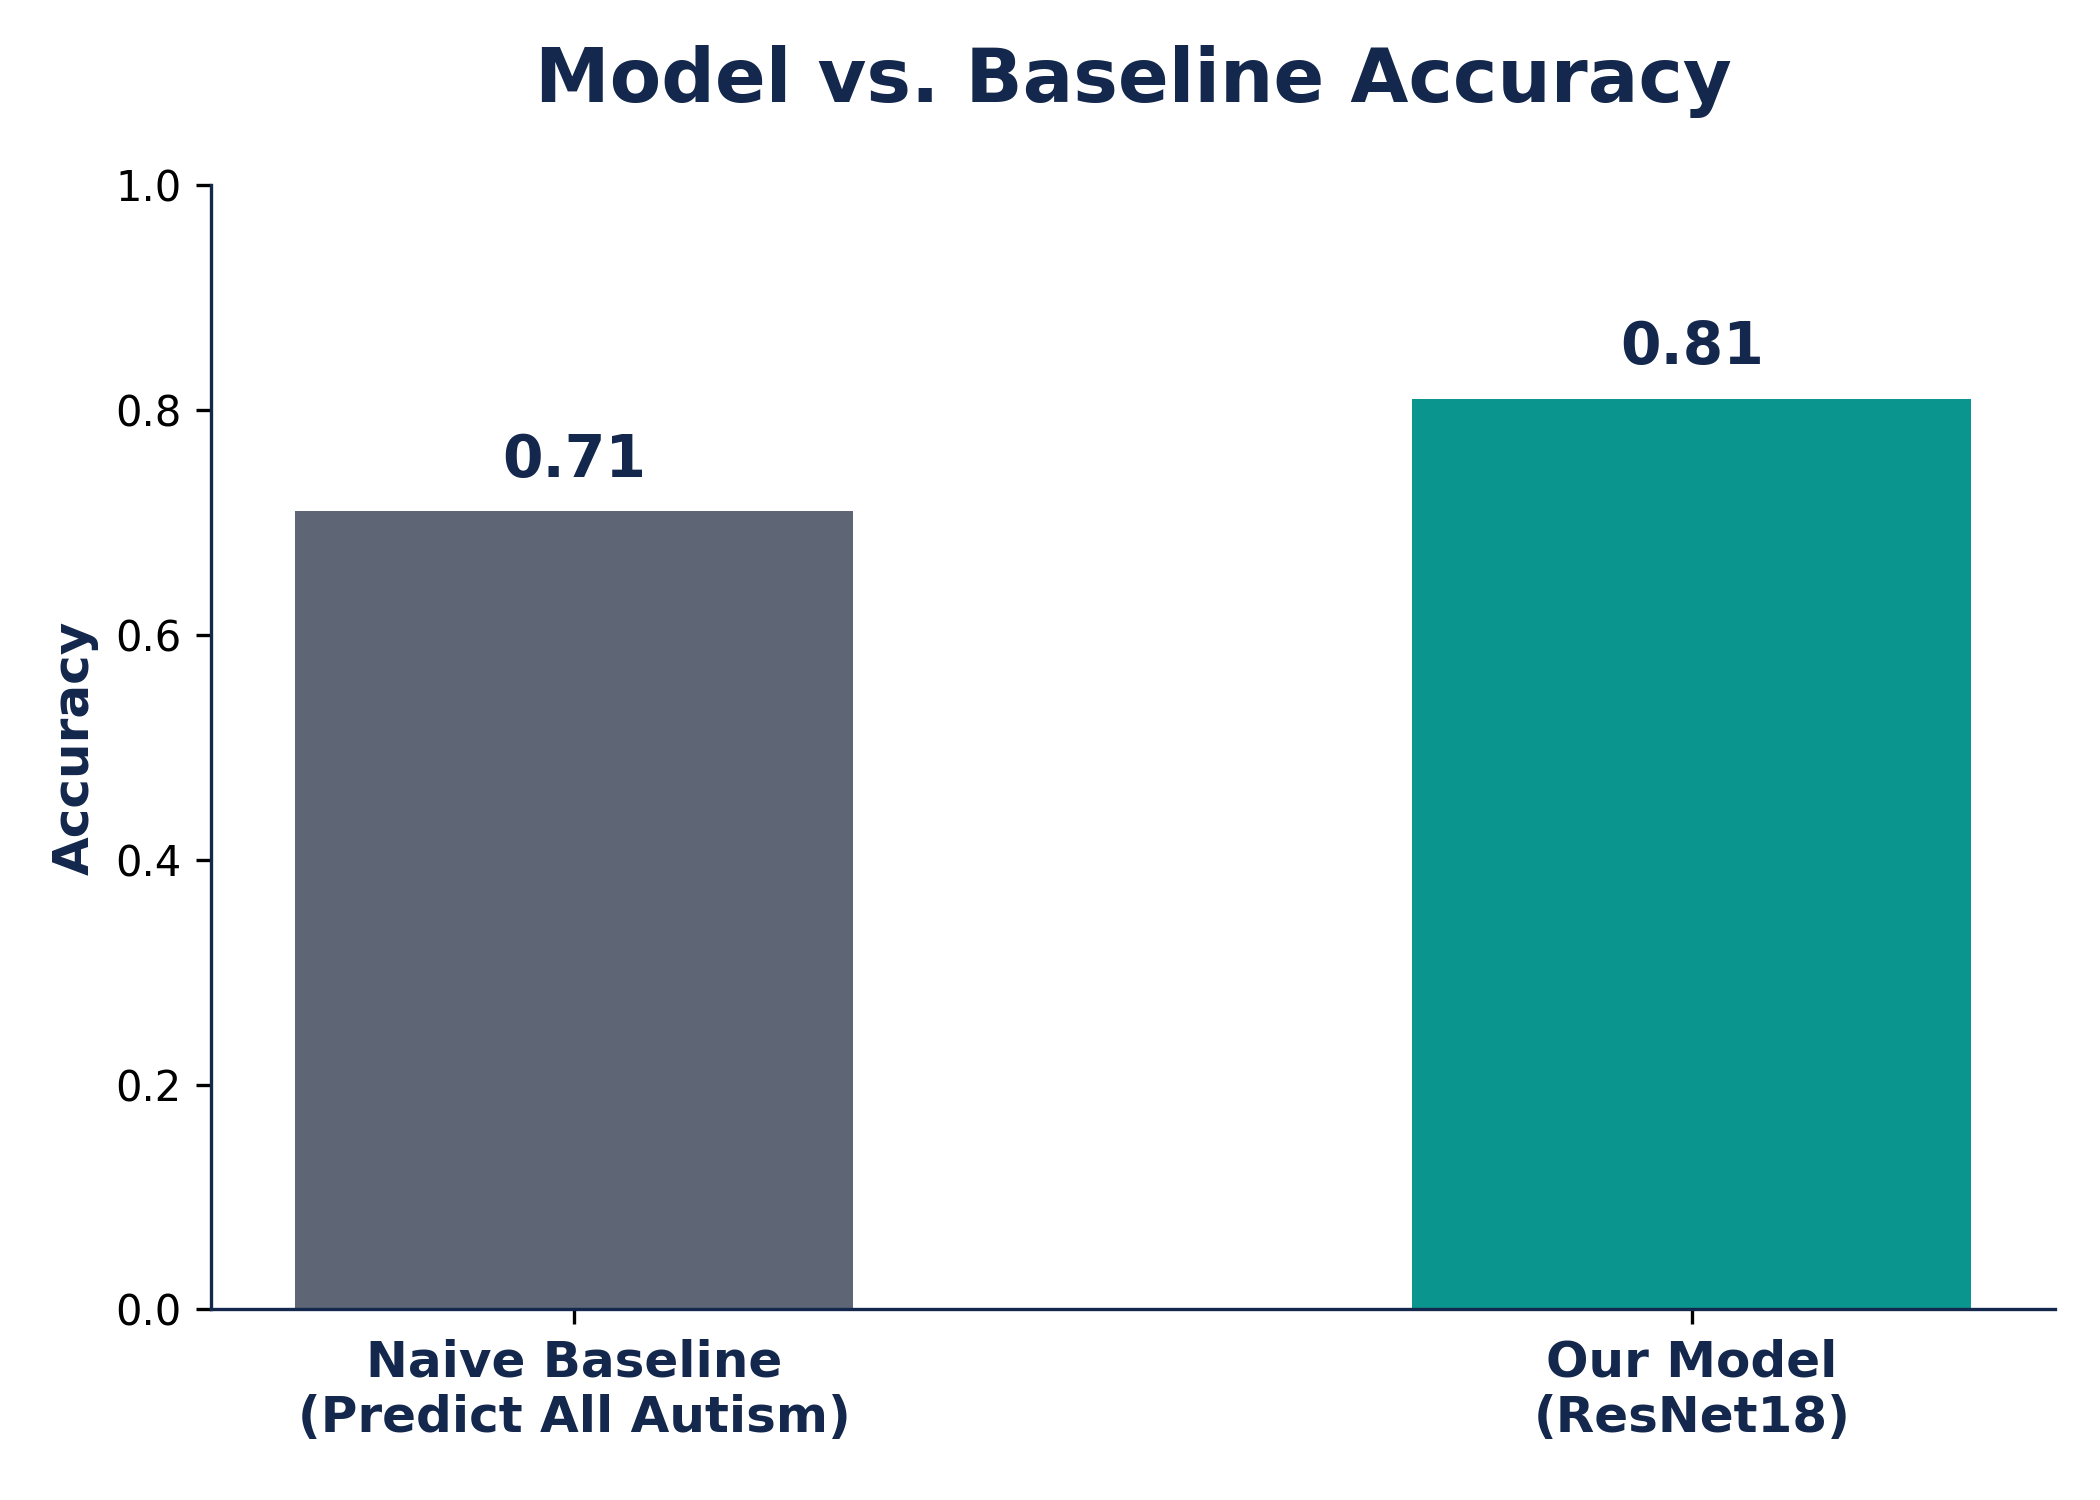 Model vs. Baseline Accuracy
1.0
0.8
0.6
0.4
0.2
0.0
Accuracy
0.71
0.81
Naive Baseline
(Predict All Autism)
Our Model
(ResNet18)